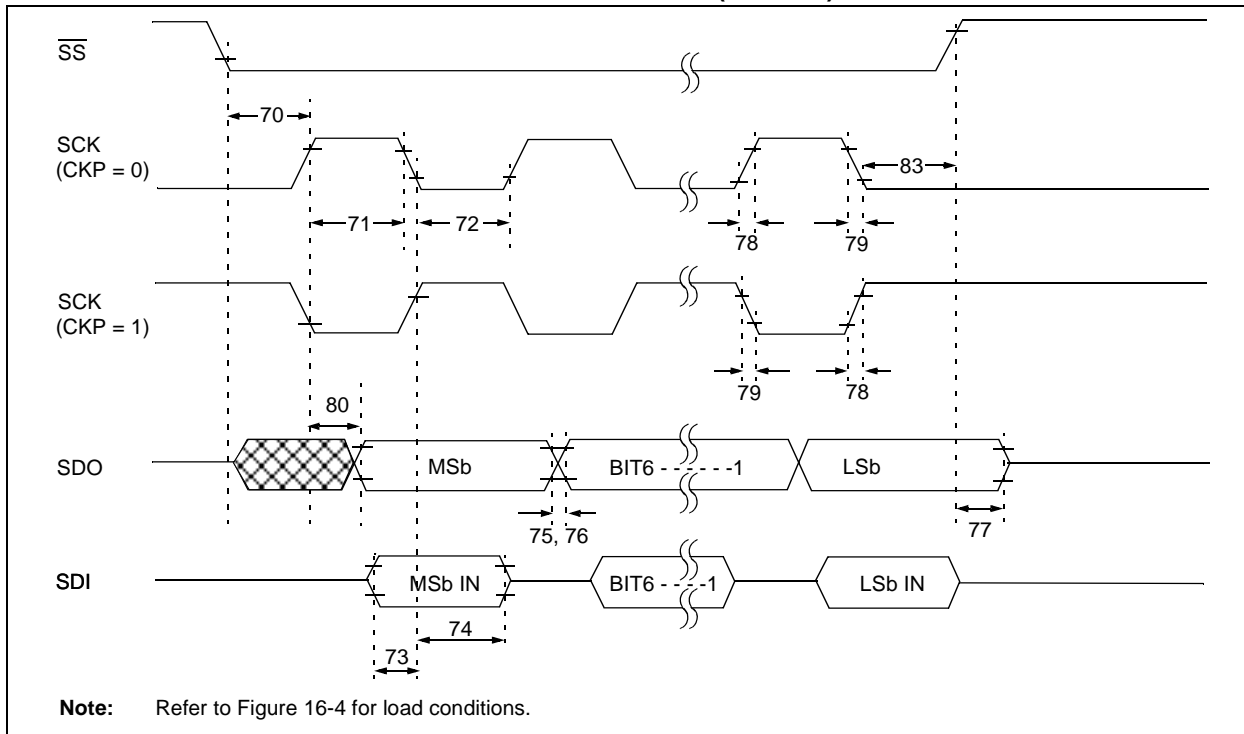 SS
70
SCK
(CKP = 0)
83
71
72
78
79
SCK
(CKP = 1)
79
78
80
SDO
MSb
BIT6 - - - - - -1
LSb
75, 76
77
SDI
MSb IN
BIT6 - - - -1
LSb IN
74
73
Note: Refer to Figure 16-4 for load conditions.